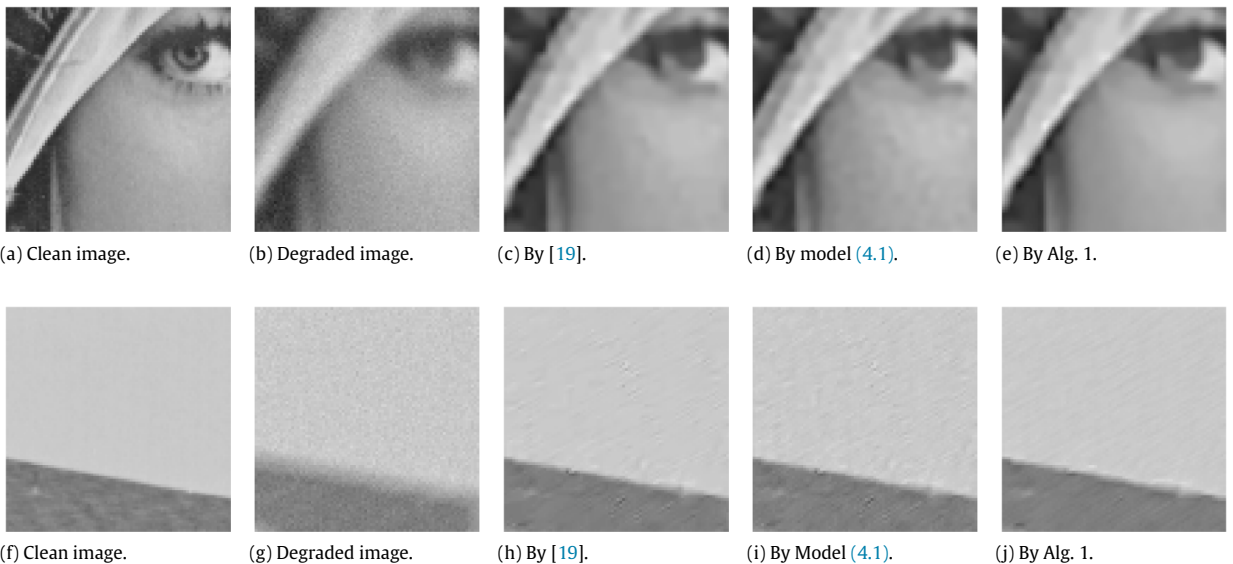 (a) Clean image.
(b) Degraded image.
(c) By [19].
(d) By model (4.1).
(e) By Alg. 1.
(f) Clean image.
(g) Degraded image.
(h) By [19].
(i) By Model (4.1).
(j) By Alg. 1.